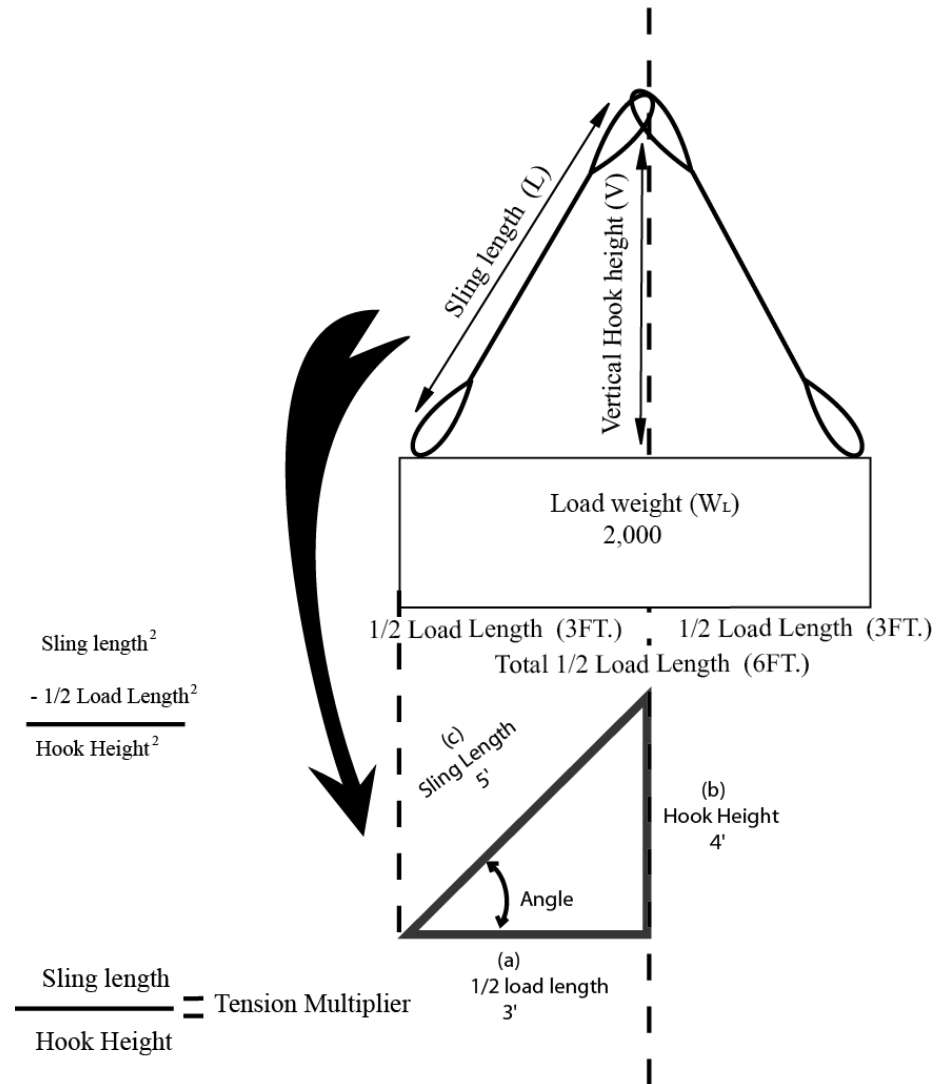 Sling length (L)
Vertical Hook height (V)
Load weight (WL)
2,000
1/2 Load Length (3FT.)
1/2 Load Length (3FT.)
Total 1/2 Load Length (6FT.)
Sling length²
- 1/2 Load Length²
Hook Height²
(c)
Sling Length
5'
(b)
Hook Height
4'
Angle
(a)
1/2 load length
3'
Sling length
= Tension Multiplier
Hook Height